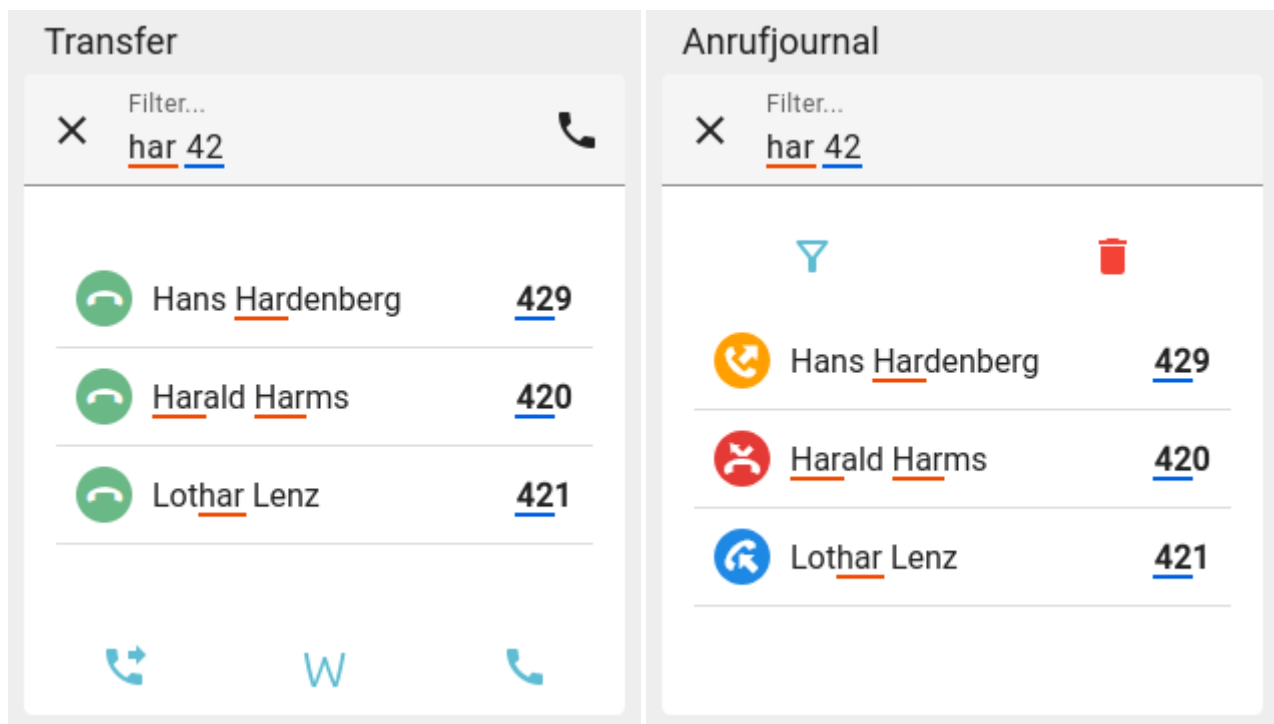 Transfer
Filter...
har 42
Hans Hardenberg 429
Harald Harms 420
Lothar Lenz 421
W
Anrufjournal
Filter...
har 42
Hans Hardenberg 429
Harald Harms 420
Lothar Lenz 421